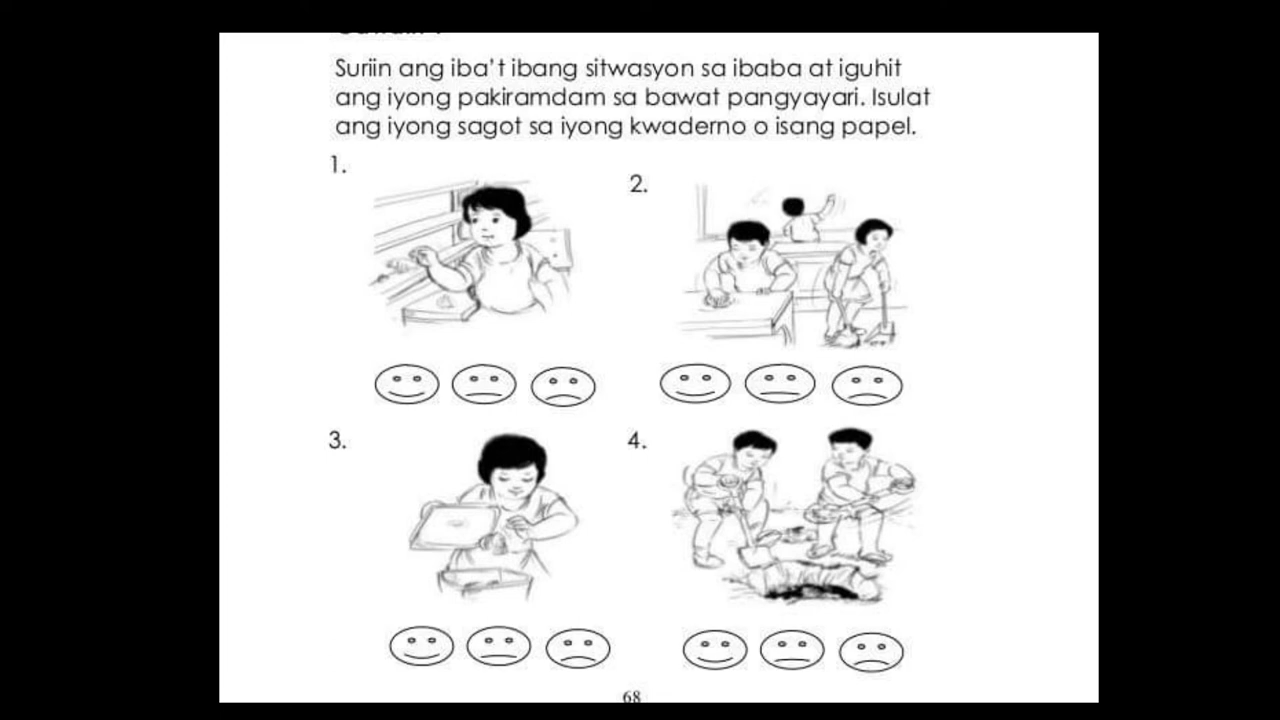 Suriin ang iba't ibang sitwasyon sa ibaba at iguhit
ang iyong pakiramdam sa bawat pangyayari. Isulat
ang iyong sagot sa iyong kwaderno o isang papel.
1.
2.
3.
4.
68